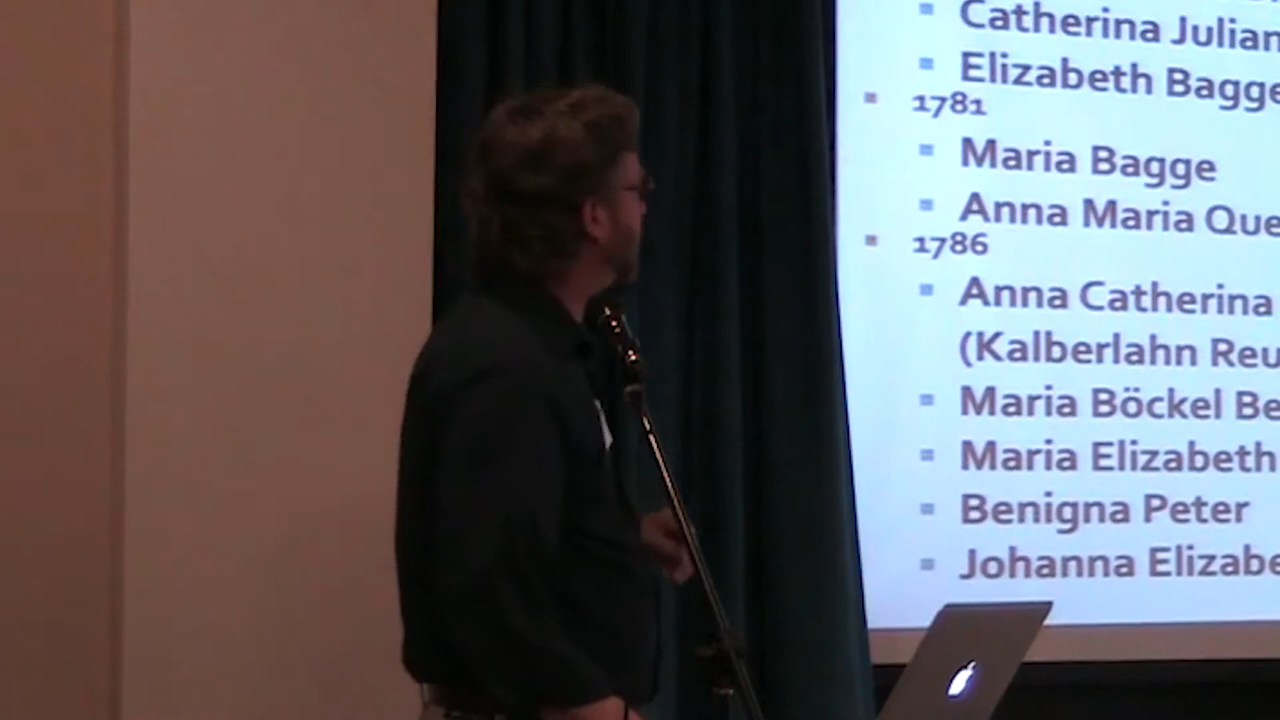 Catherina Julian
Elizabeth Bagge
1781
Maria Bagge
Anna Maria Que
1786
Anna Catherina
(Kalberlahn Reu
Maria Böckel Be
Maria Elizabeth
Benigna Peter
Johanna Elizabe